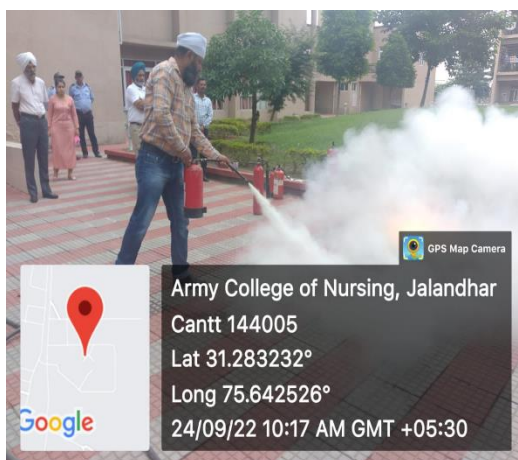 GPS Map Camera
Army College of Nursing, Jalandhar
Cantt 144005
Lat 31.283232°
Long 75.642526°
Google
24/09/22 10:17 AM GMT +05:30